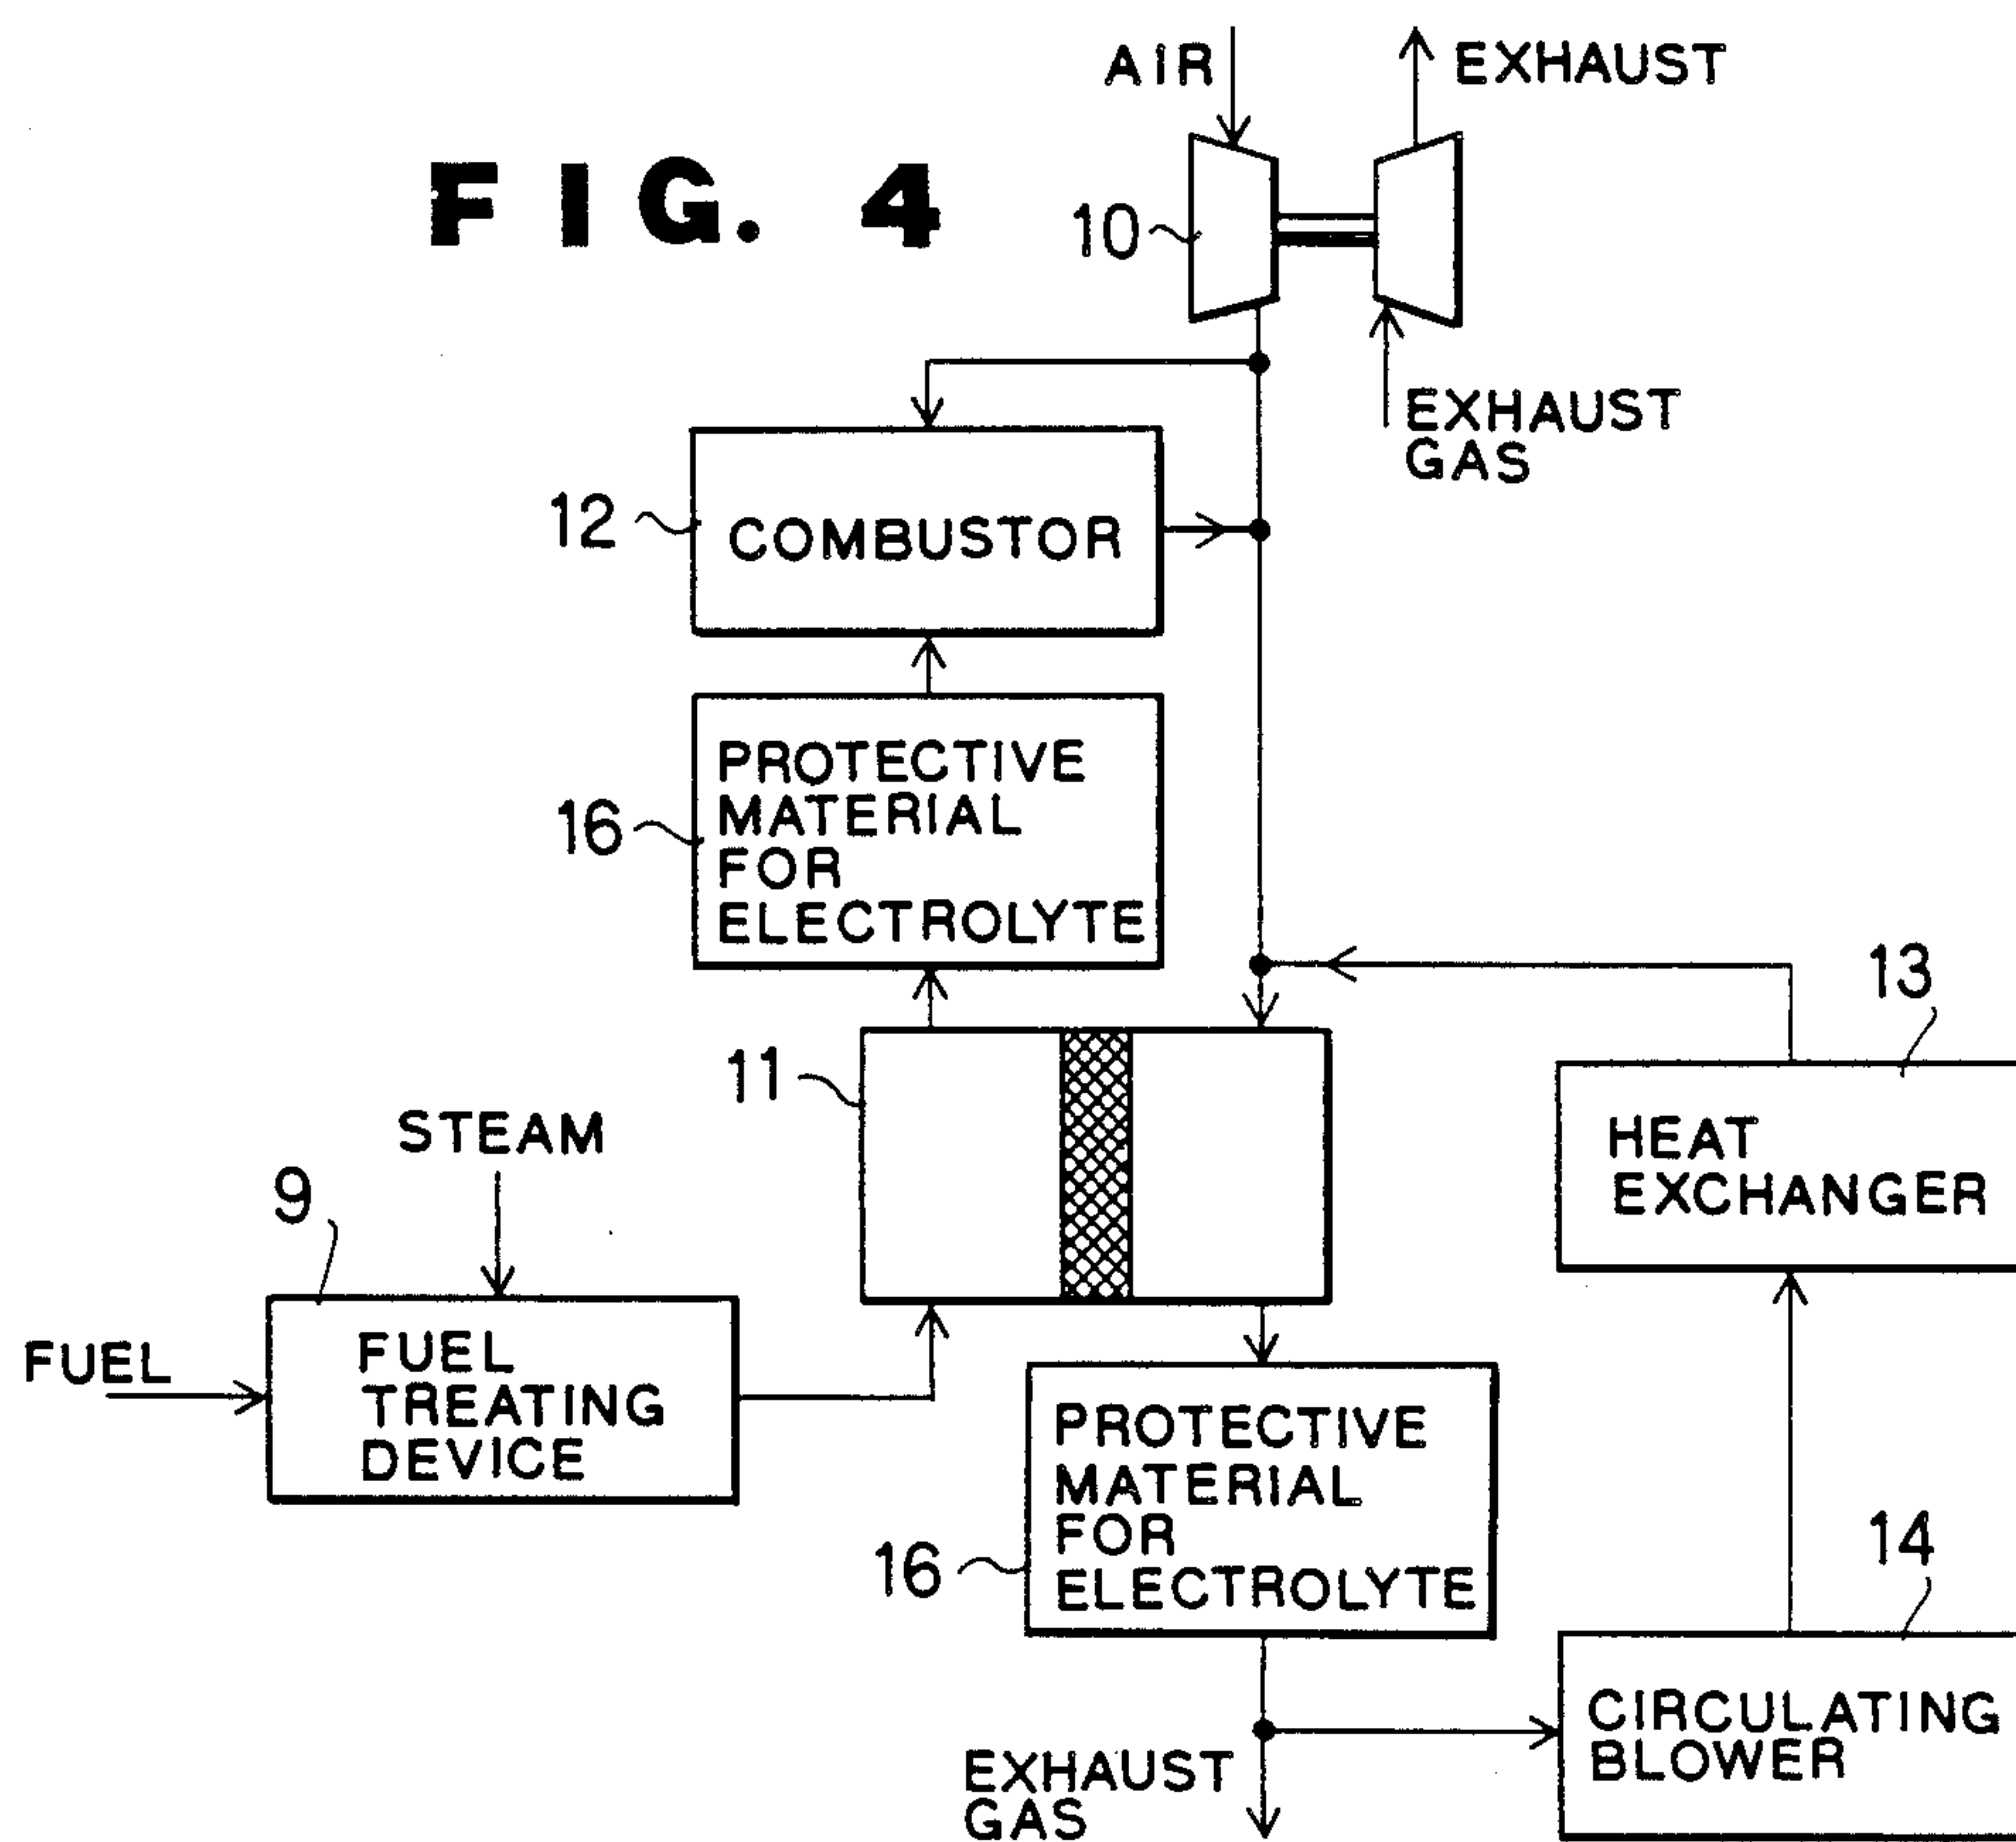 FIG. 4
AIR
EXHAUST
10
EXHAUST
GAS
12
COMBUSTOR
16
PROTECTIVE
MATERIAL
FOR
ELECTROLYTE
13
11
HEAT
EXCHANGER
STEAM
9
FUEL
FUEL
TREATING
DEVICE
PROTECTIVE
MATERIAL
FOR
ELECTROLYTE
16
14
CIRCULATING
BLOWER
EXHAUST
GAS